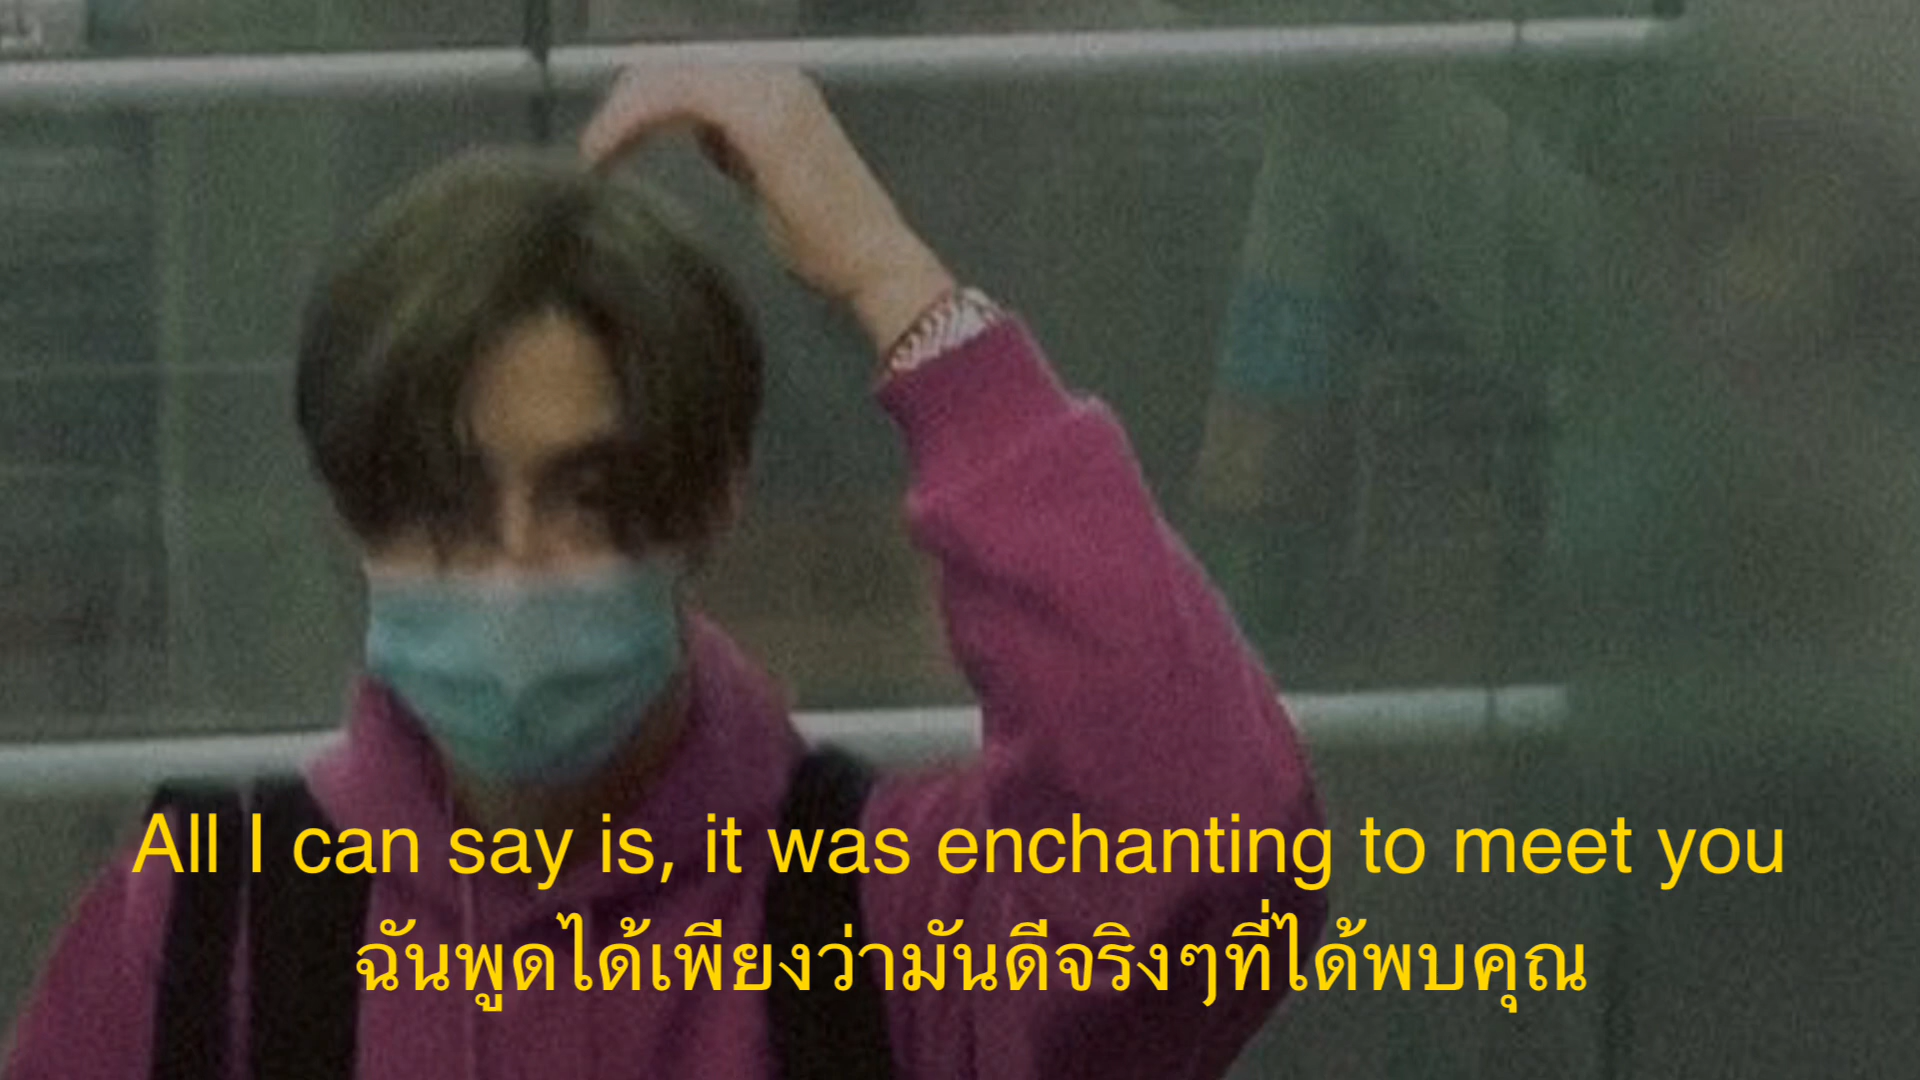 All I can say is, it was enchanting to meet you
ฉันพูดได้เพียงว่ามันดีจริงๆที่ได้พบคุณ